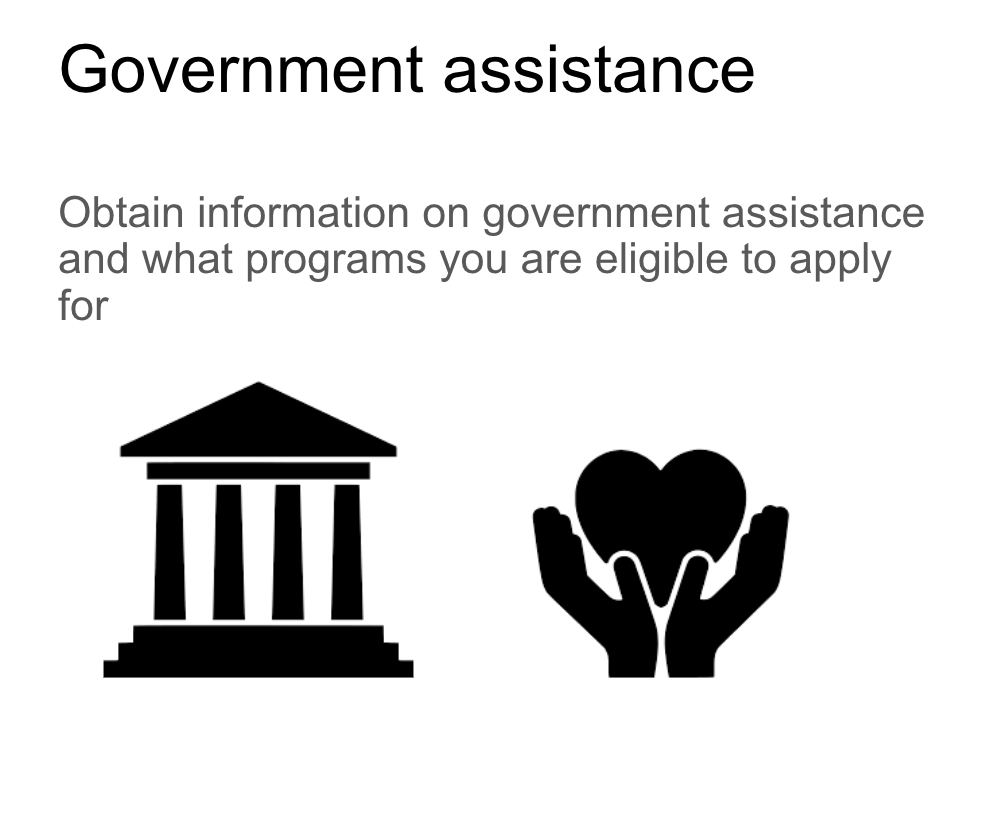 Government assistance
Obtain information on government assistance
and what programs you are eligible to apply
for